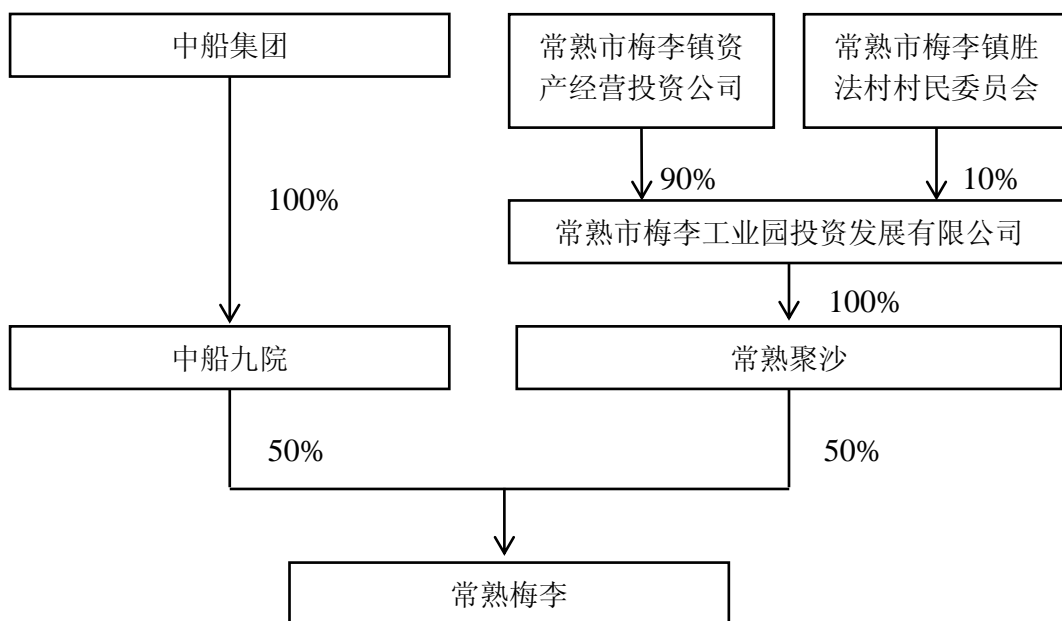 中船集团
常熟市梅李镇资
产经营投资公司
常熟市梅李镇胜
法村村民委员会
90%
10%
100%
常熟市梅李工业园投资发展有限公司
100%
中船九院
常熟聚沙
50%
50%
常熟梅李